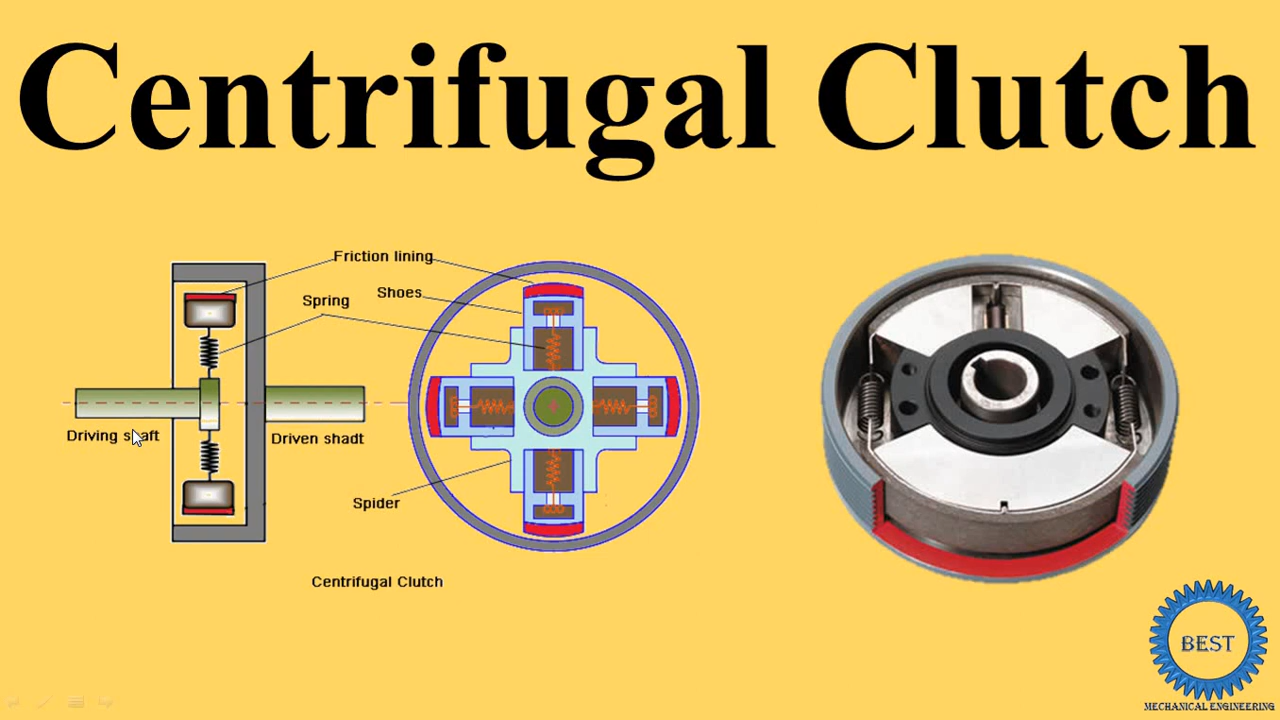 Centrifugal Clutch
Friction lining
Spring
Shoes
Driving shaft
Driven shadt
Spider
Centrifugal Clutch
BEST
MECHANICAL ENGINEERING